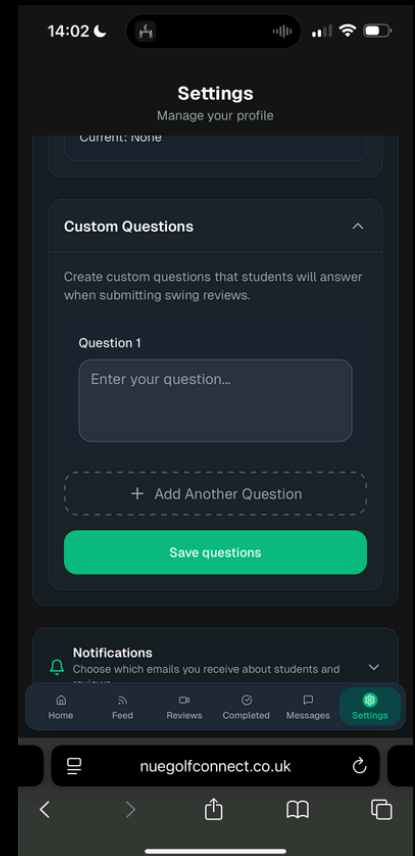 14:02
Settings
Manage your profile
Current: None
Custom Questions
Create custom questions that students will answer
when submitting swing reviews.
Question 1
Enter your question...
+ Add Another Question
Save questions
Notifications
Choose which emails you receive about students and
reviews
Home Feed Reviews Completed Messages Settings
nuegolfconnect.co.uk